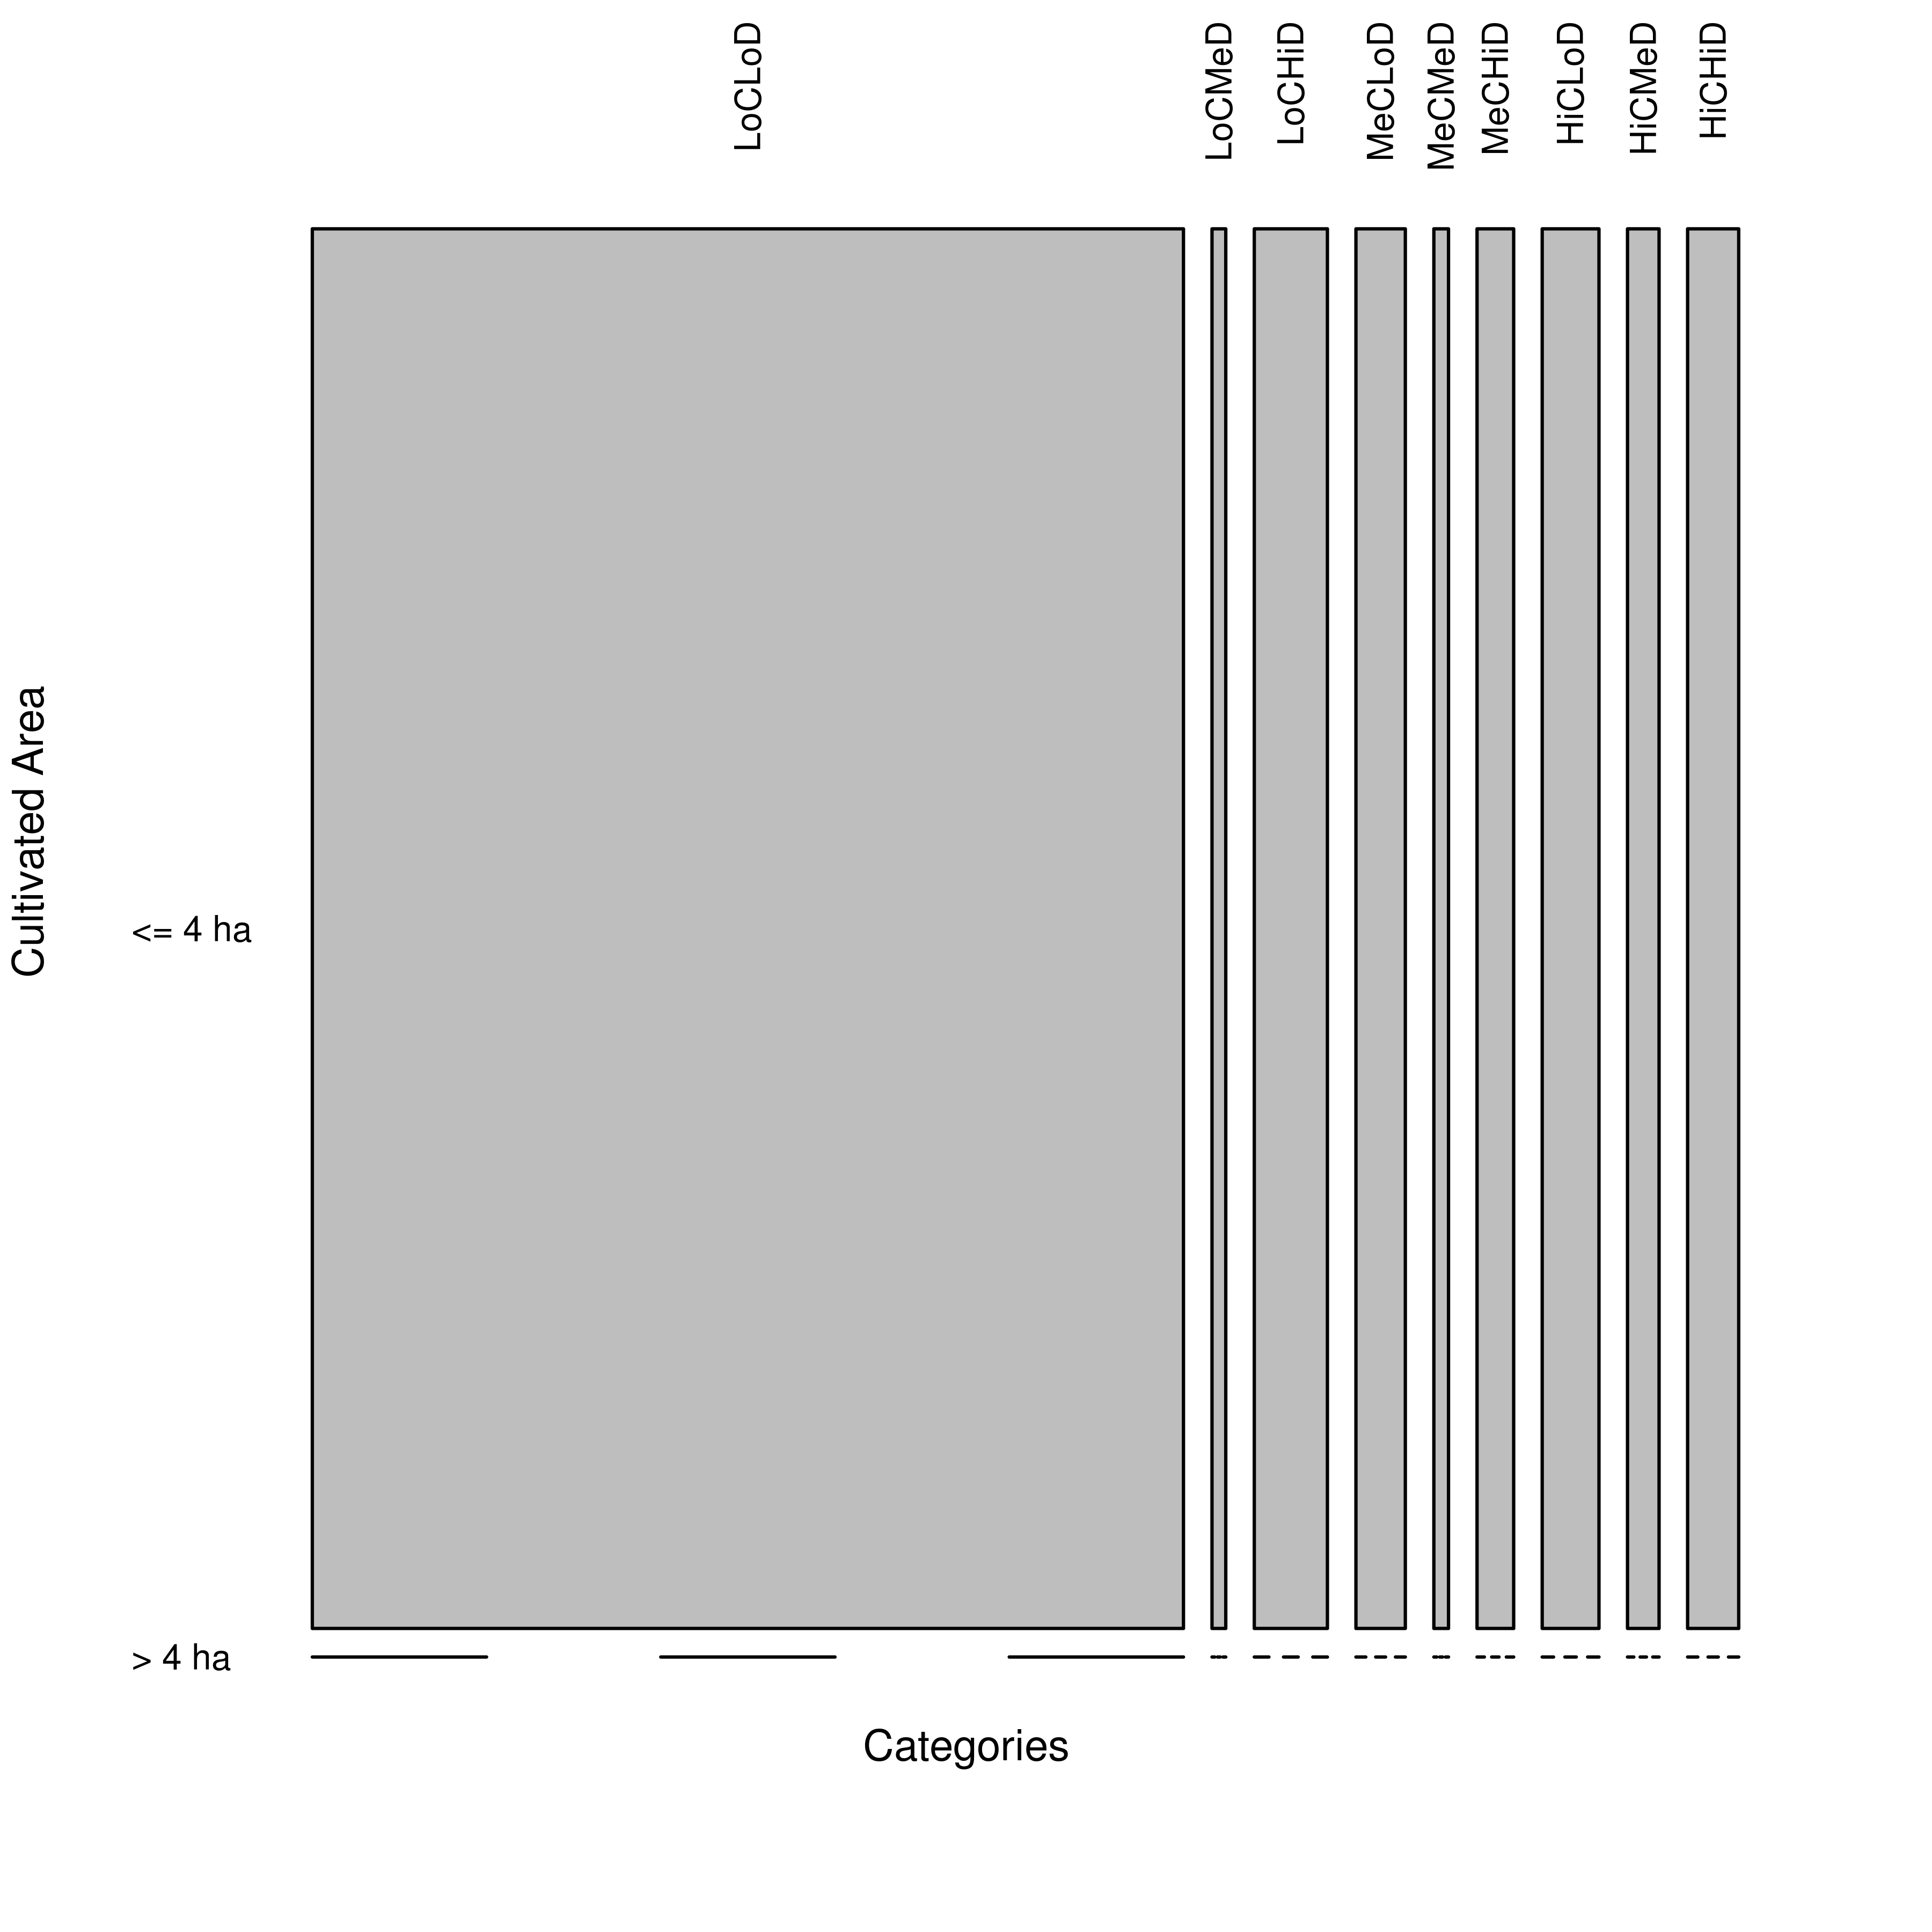 LoCLoD
LoCMeD
LoCHiD
MeCLoD
MeCMeD
MeCHiD
HiCLoD
HiCMeD
HiCHiD
Cultivated Area
<= 4 ha
> 4 ha
Categories